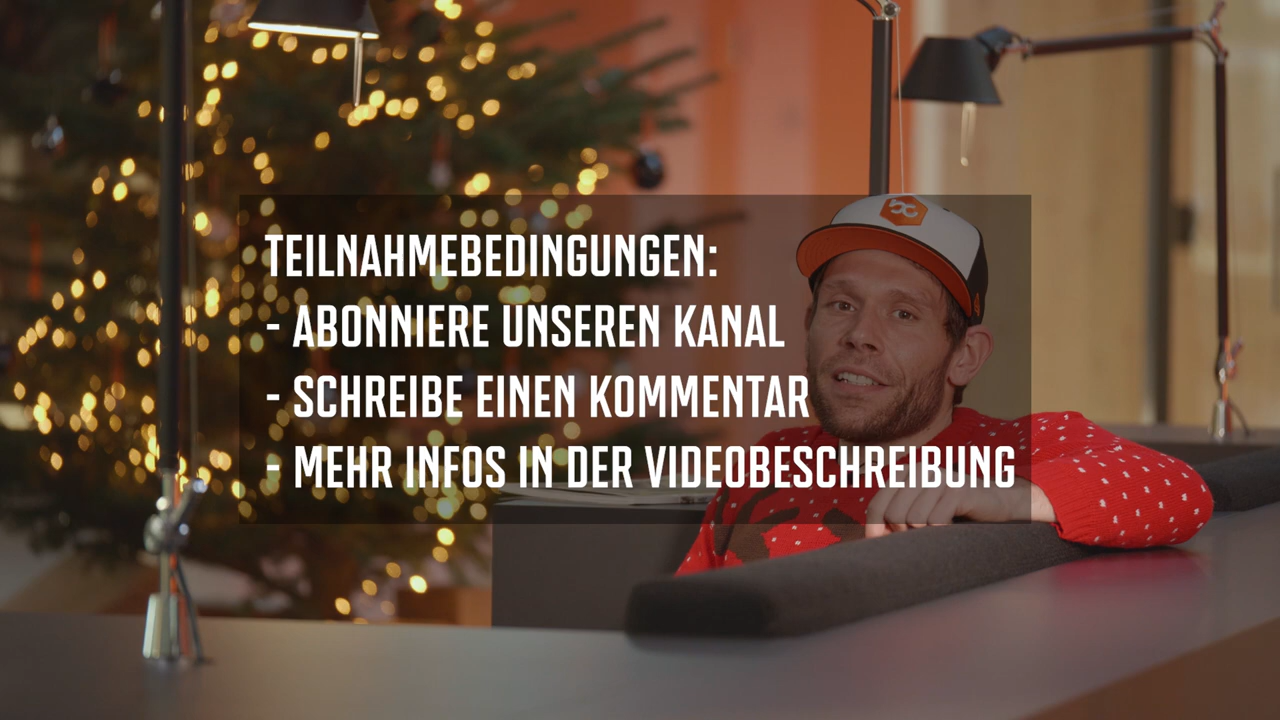 TEILNAHMEBEDINGUNGEN:
- ABONNIERE UNSEREN KANAL
- SCHREIBE EINEN KOMMENTAR
- MEHR INFOS IN DER VIDEOBESCHREIBUNG